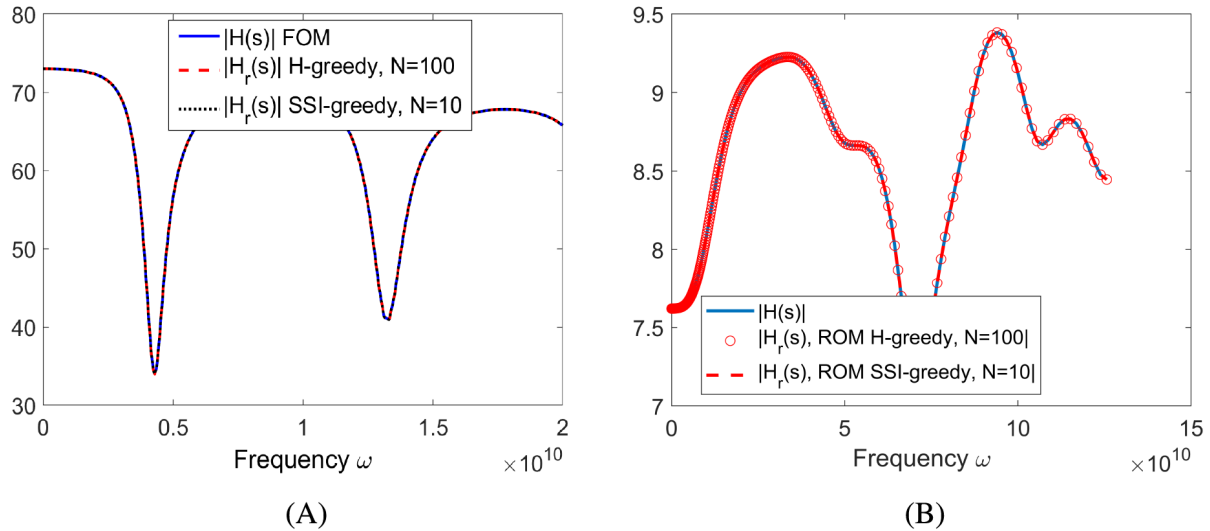 80
70
60
50
40
30
|H(s)| FOM
|H_r(s)| H-greedy, N=100
|H_r(s)| SSI-greedy, N=10
0 0.5 1 1.5 2
Frequency ω
×10^10
(A)
9.5
9
8.5
8
7.5
7
|H(s)|
|H_r(s), ROM H-greedy, N=100|
|H_r(s), ROM SSI-greedy, N=10|
0 5 10 15
Frequency ω
×10^10
(B)